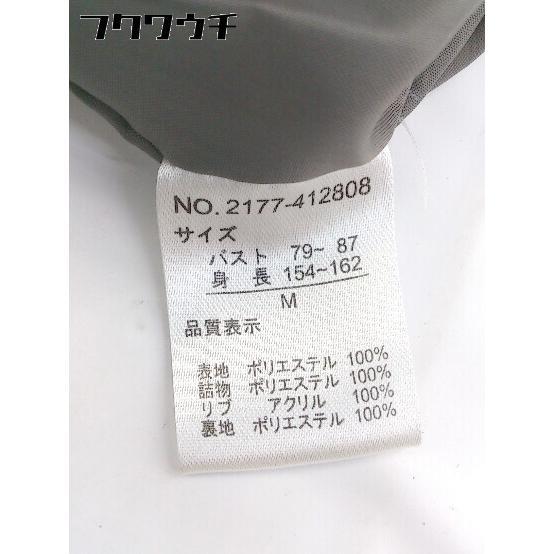 フクワウチ
NO. 2177-412808
サイズ
バスト 79~ 87
身 長 154~162
M
品質表示
表地 ポリエステル 100%
詰物 ポリエステル 100%
リブ アクリル 100%
裏地 ポリエステル 100%